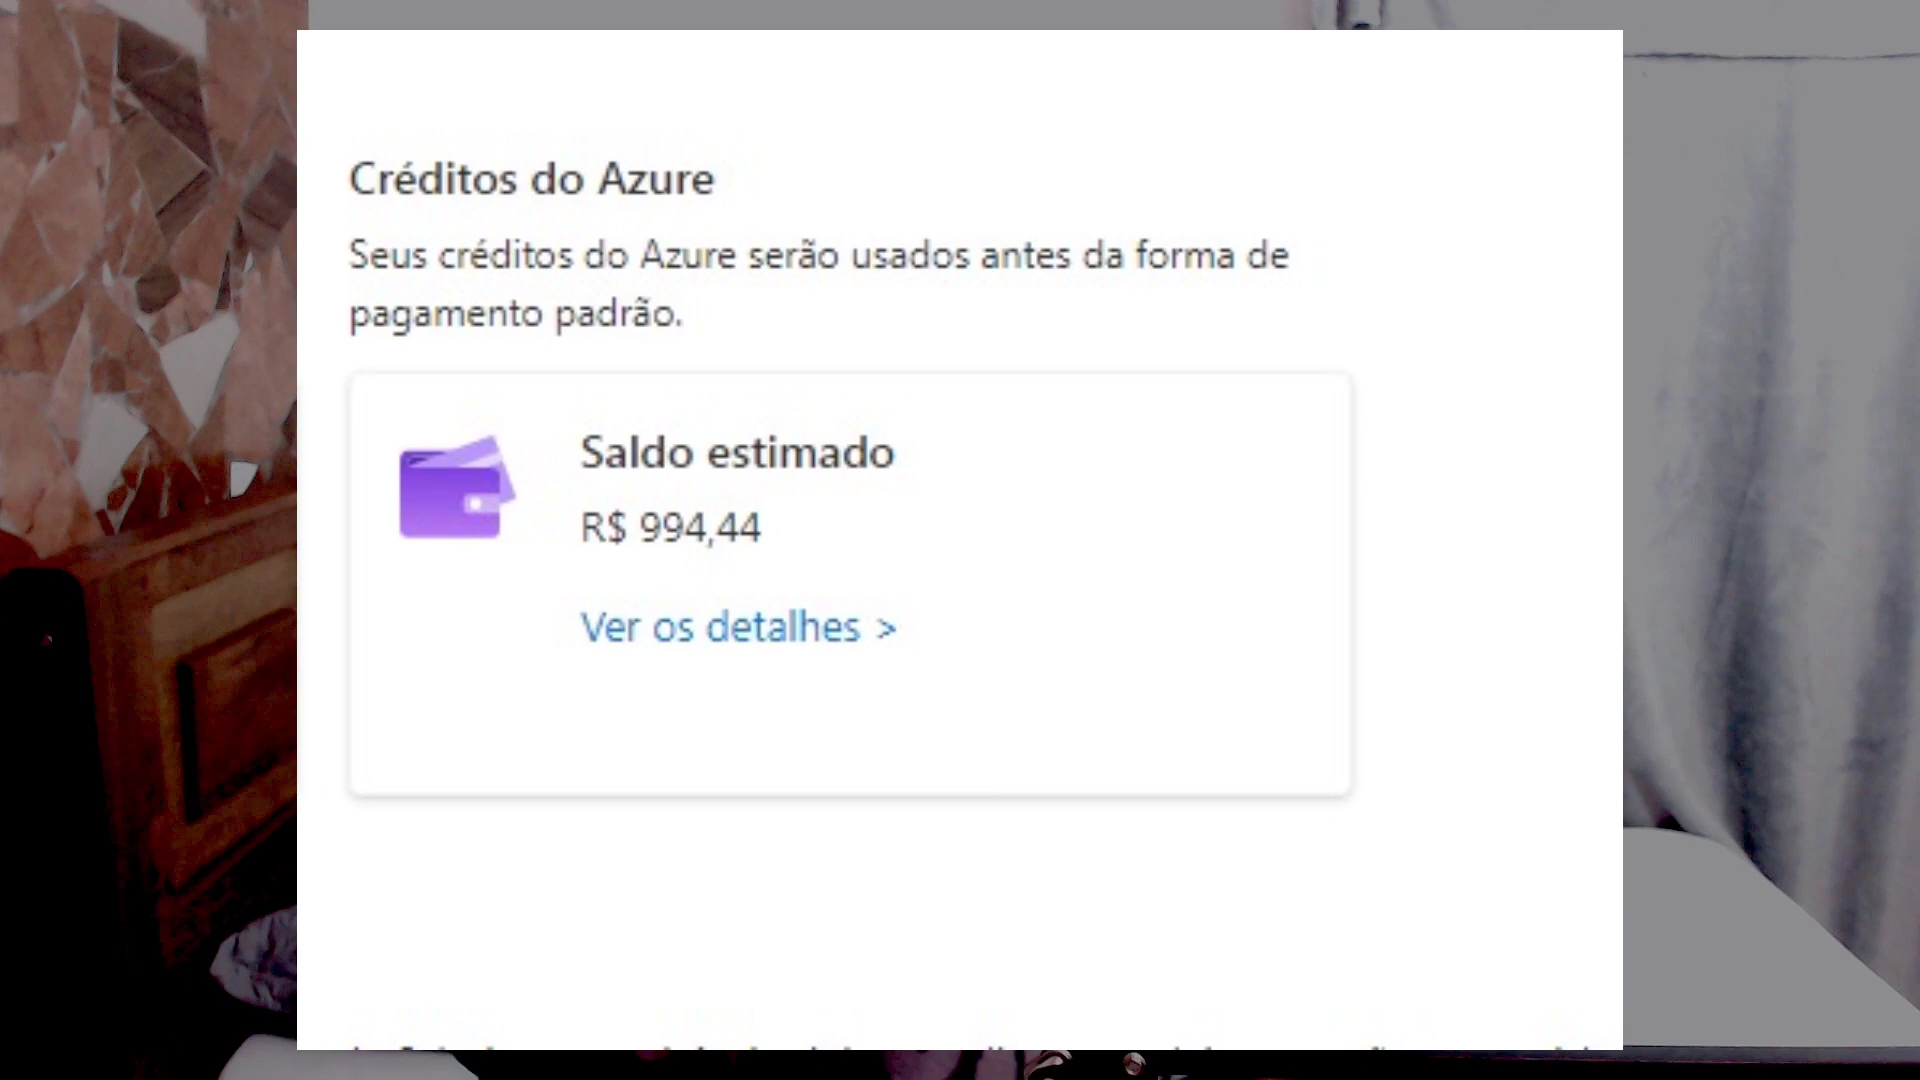 Créditos do Azure
Seus créditos do Azure serão usados antes da forma de
pagamento padrão.
Saldo estimado
R$ 994,44
Ver os detalhes >